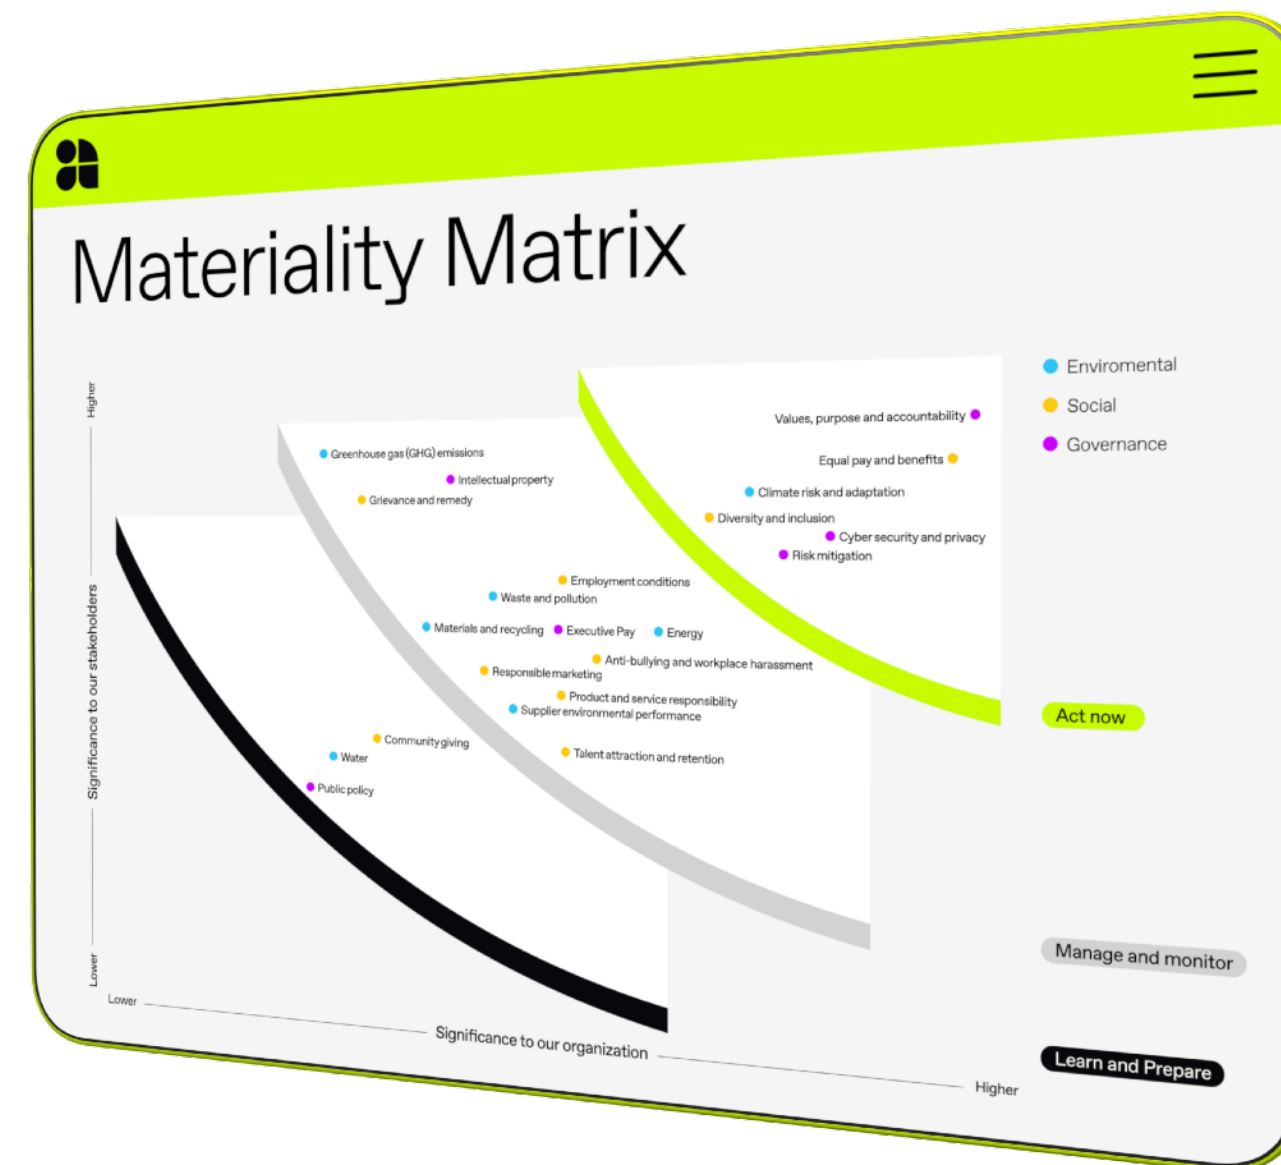 Materiality Matrix
Enviromental
Social
Governance
Higher
Significance to our stakeholders
Lower
Values, purpose and accountability
Equal pay and benefits
Climate risk and adaptation
Diversity and inclusion
Cyber security and privacy
Risk mitigation
Greenhouse gas (GHG) emissions
Intellectual property
Grievance and remedy
Employment conditions
Waste and pollution
Materials and recycling
Executive Pay
Energy
Anti-bullying and workplace harassment
Responsible marketing
Product and service responsibility
Supplier environmental performance
Talent attraction and retention
Community giving
Water
Public policy
Act now
Manage and monitor
Learn and Prepare
Lower
Significance to our organization
Higher